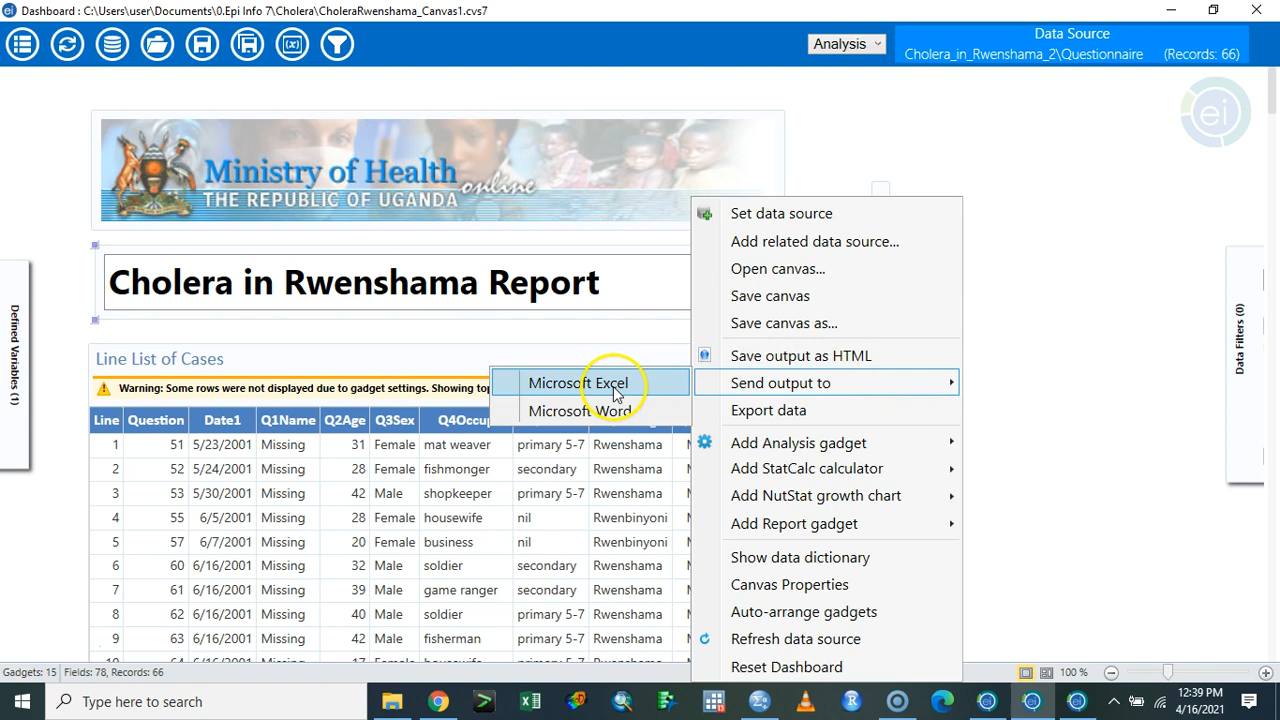 Dashboard : C:\Users\user\Documents\0.Epi Info 7\Cholera\CholeraRwenshama_Canvas1.cvs7
Analysis
Data Source
Cholera_in_Rwenshama_2\Questionnaire (Records: 66)
ei
Ministry of Health online
THE REPUBLIC OF UGANDA
Cholera in Rwenshama Report
Defined Variables (1)
Data Filters (0)
Line List of Cases
Warning: Some rows were not displayed due to gadget settings. Showing top
Line Question Date1 Q1Name Q2Age Q3Sex Q4Occup
1 51 5/23/2001 Missing 31 Female mat weaver primary 5-7 Rwenshama
2 52 5/24/2001 Missing 28 Female fishmonger secondary Rwenshama
3 53 5/30/2001 Missing 42 Male shopkeeper primary 5-7 Rwenshama
4 55 6/5/2001 Missing 28 Female housewife nil Rwenbinyoni
5 57 6/7/2001 Missing 20 Female business nil Rwenbinyoni
6 60 6/16/2001 Missing 32 Male soldier secondary Rwenshama
7 61 6/16/2001 Missing 39 Male game ranger secondary Rwenshama
8 62 6/16/2001 Missing 40 Male soldier primary 5-7 Rwenshama
9 63 6/16/2001 Missing 42 Male fisherman primary 5-7 Rwenshama
Set data source
Add related data source...
Open canvas...
Save canvas
Save canvas as...
Save output as HTML
Send output to
Export data
Add Analysis gadget
Add StatCalc calculator
Add NutStat growth chart
Add Report gadget
Show data dictionary
Canvas Properties
Auto-arrange gadgets
Refresh data source
Reset Dashboard
Microsoft Excel
Microsoft Word
Gadgets: 15 Fields: 78, Records: 66
100 %
Type here to search
12:39 PM
4/16/2021